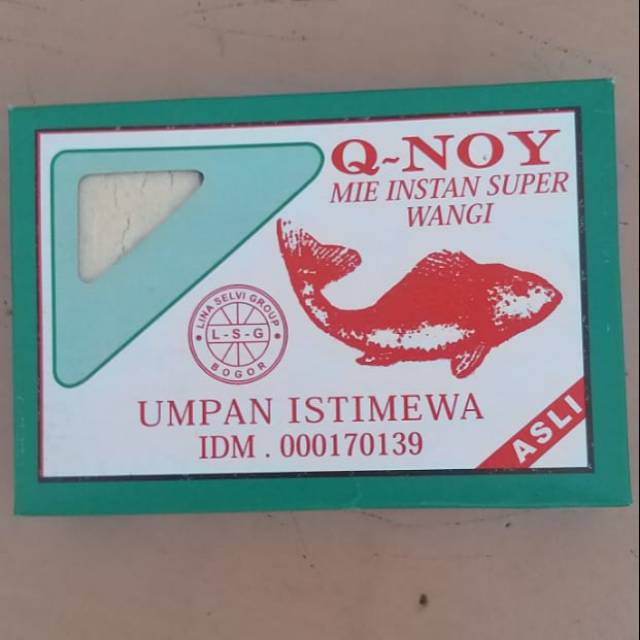 Q~NOY
MIE INSTAN SUPER
WANGI
LINA SELVI GROUP
L-S-G
BOGOR
UMPAN ISTIMEWA
IDM . 000170139
ASLI